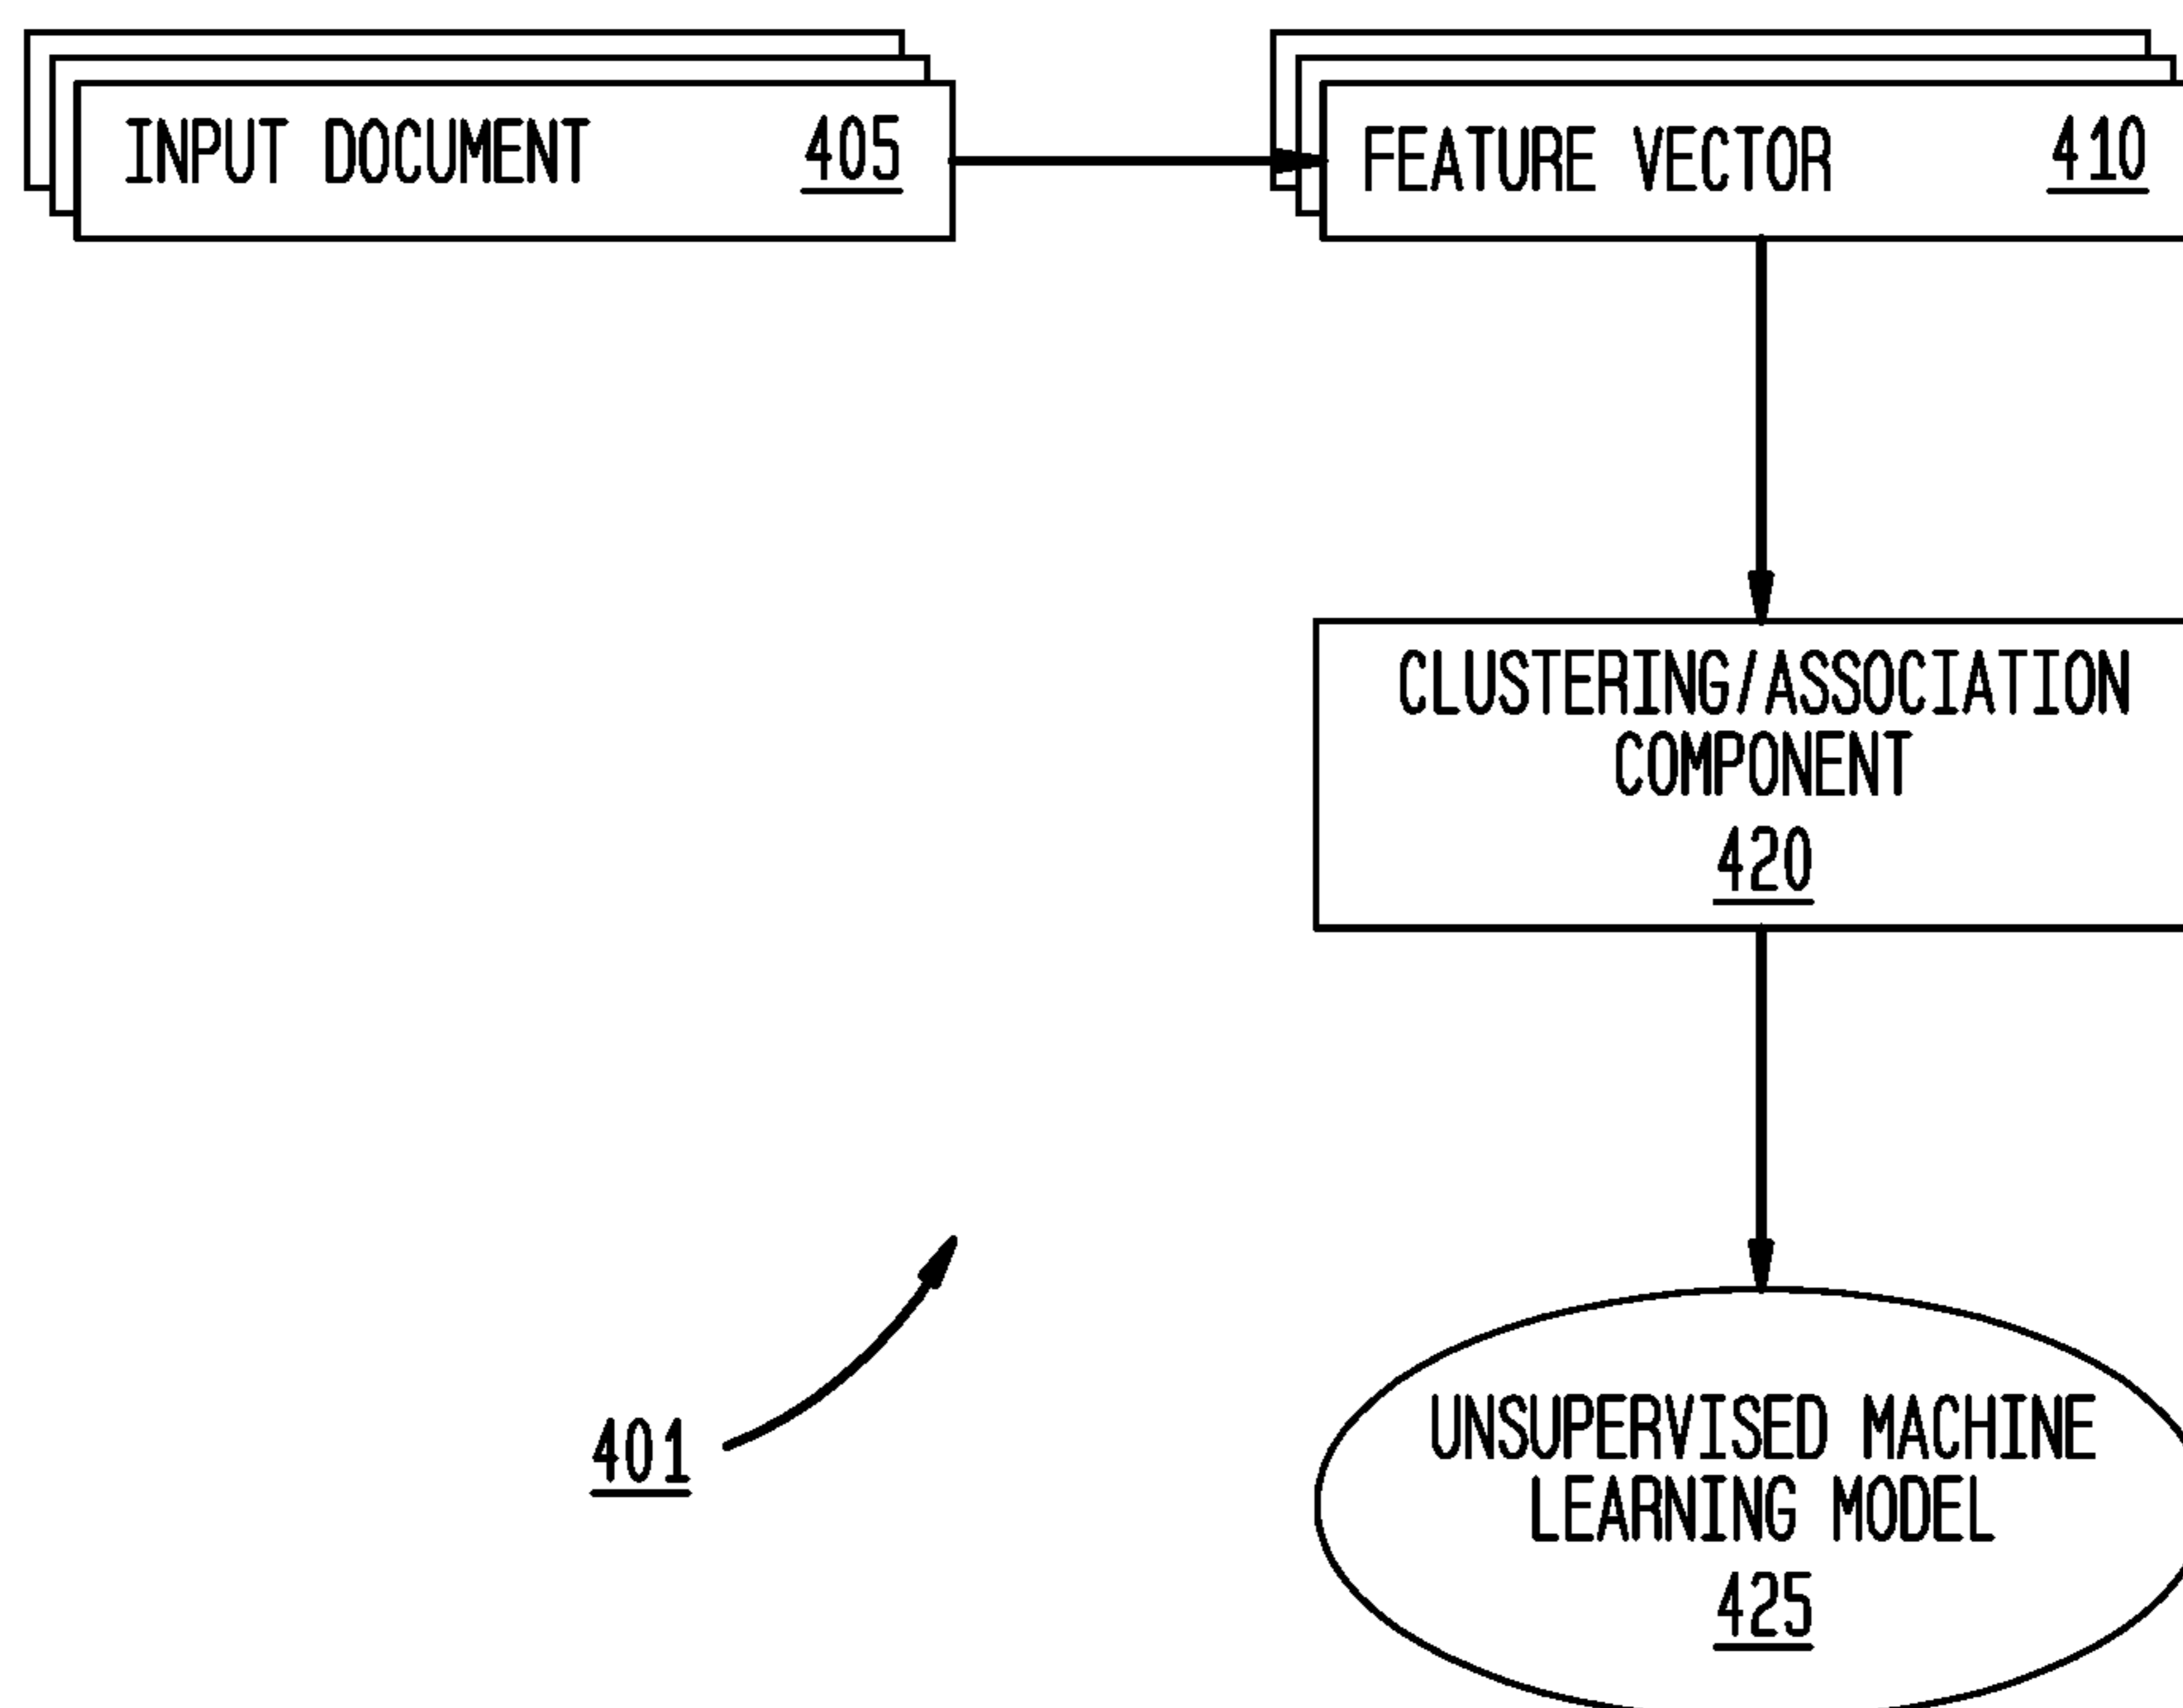 INPUT DOCUMENT 405
FEATURE VECTOR 410
CLUSTERING/ASSOCIATION
COMPONENT
420
401
UNSUPERVISED MACHINE
LEARNING MODEL
425